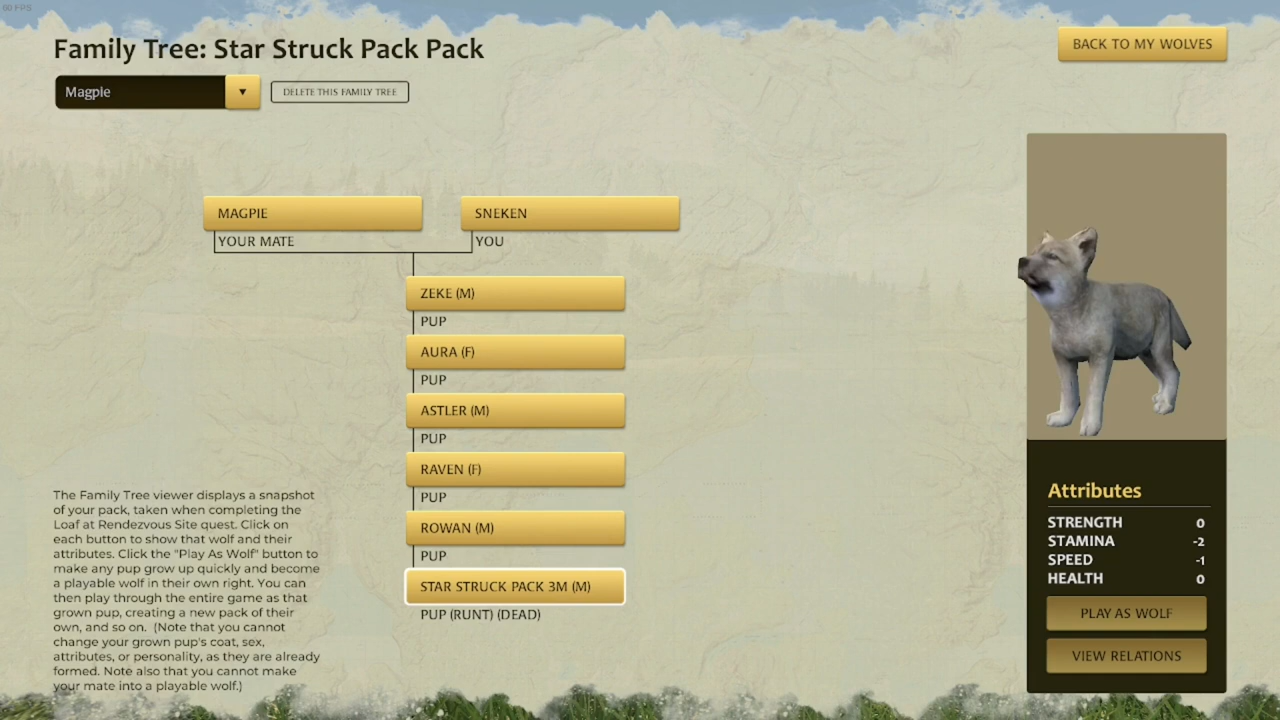 60 FPS
Family Tree: Star Struck Pack Pack
BACK TO MY WOLVES
Magpie
DELETE THIS FAMILY TREE
MAGPIE
SNEKEN
YOUR MATE
YOU
ZEKE (M)
PUP
AURA (F)
PUP
ASTLER (M)
PUP
RAVEN (F)
PUP
ROWAN (M)
PUP
STAR STRUCK PACK 3M (M)
PUP (RUNT) (DEAD)
The Family Tree viewer displays a snapshot
of your pack, taken when completing the
Loaf at Rendezvous Site quest. Click on
each button to show that wolf and their
attributes. Click the "Play As Wolf" button to
make any pup grow up quickly and become
a playable wolf in their own right. You can
then play through the entire game as that
grown pup, creating a new pack of their
own, and so on. (Note that you cannot
change your grown pup's coat, sex,
attributes, or personality, as they are already
formed. Note also that you cannot make
your mate into a playable wolf.)
Attributes
STRENGTH 0
STAMINA -2
SPEED -1
HEALTH 0
PLAY AS WOLF
VIEW RELATIONS